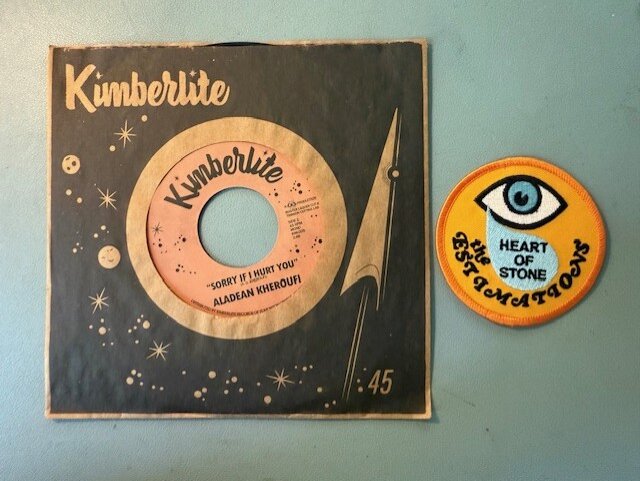 Kimberlite
Kimberlite
"SORRY IF I HURT YOU"
ALADEAN KHEROUFI
45
HEART
OF
STONE
the ESTIMATIONS